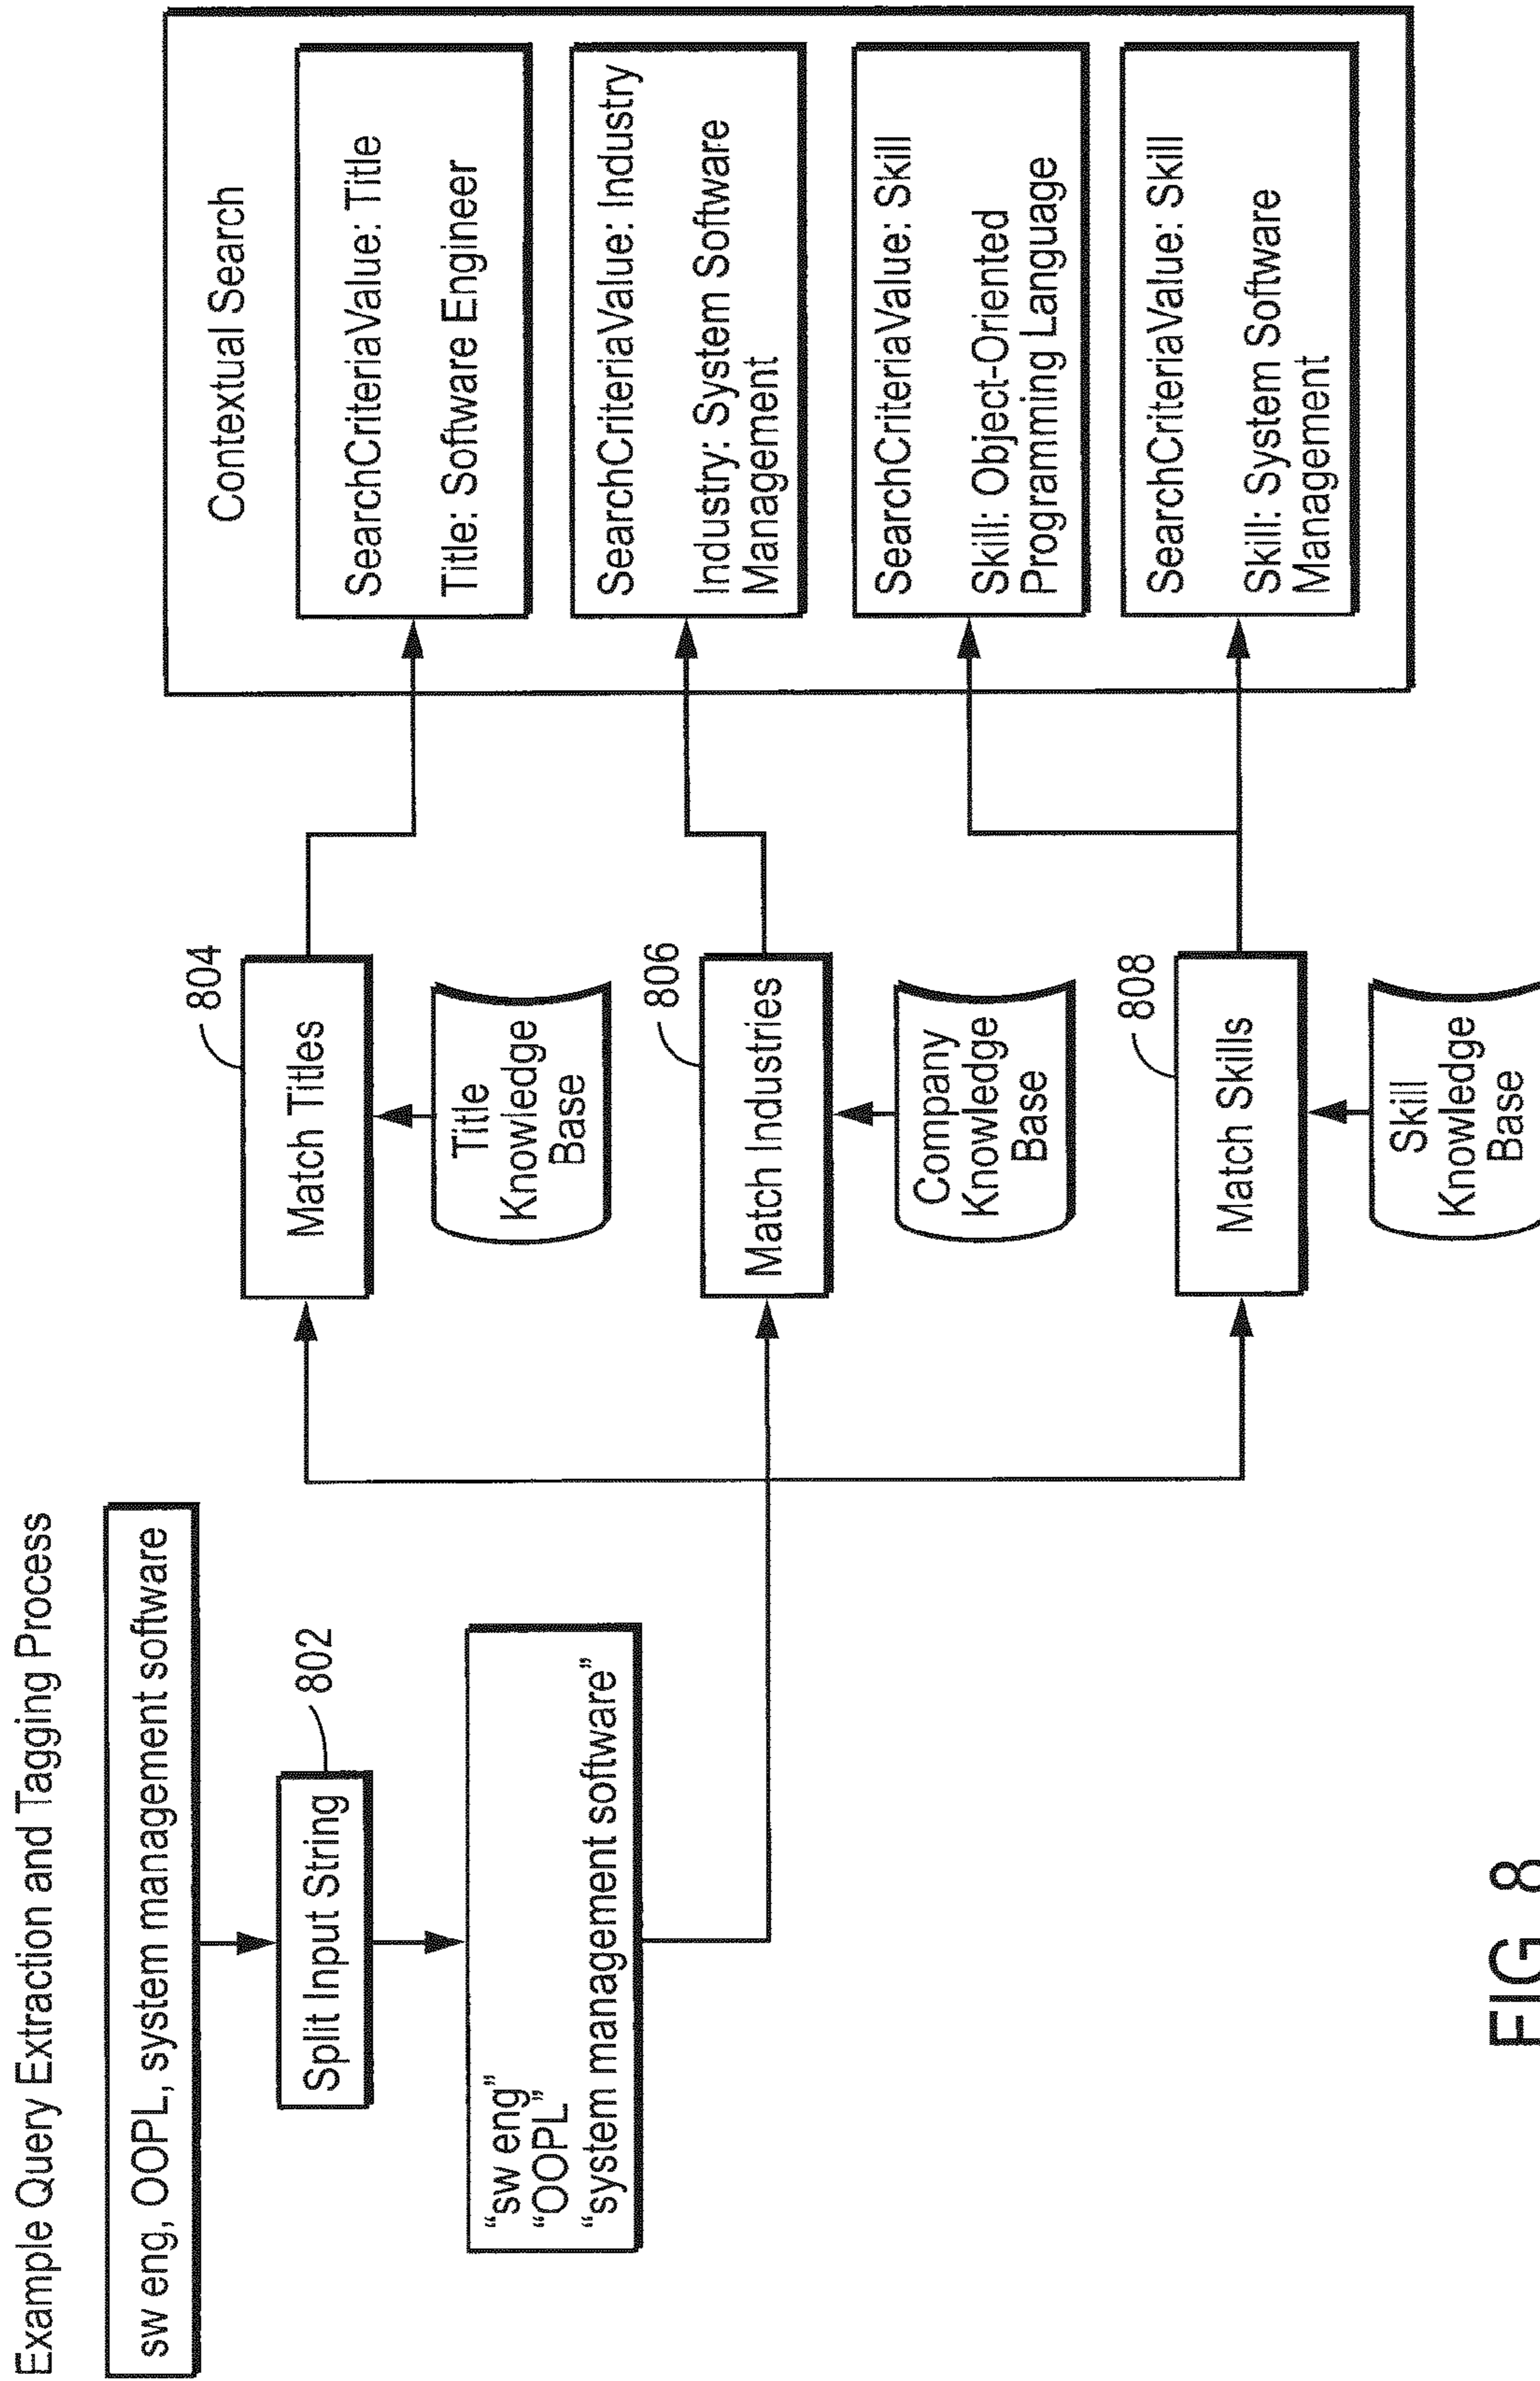 Example Query Extraction and Tagging Process
sw eng, OOPL, system management software
Split Input String
802
“sw eng”
“OOPL”
“system management software”
804
Match Titles
Title
Knowledge
Base
806
Match Industries
Company
Knowledge
Base
808
Match Skills
Skill
Knowledge
Base
Contextual Search
SearchCriteriaValue: Title
Title: Software Engineer
SearchCriteriaValue: Industry
Industry: System Software
Management
SearchCriteriaValue: Skill
Skill: Object-Oriented
Programming Language
SearchCriteriaValue: Skill
Skill: System Software
Management
FIG. 8